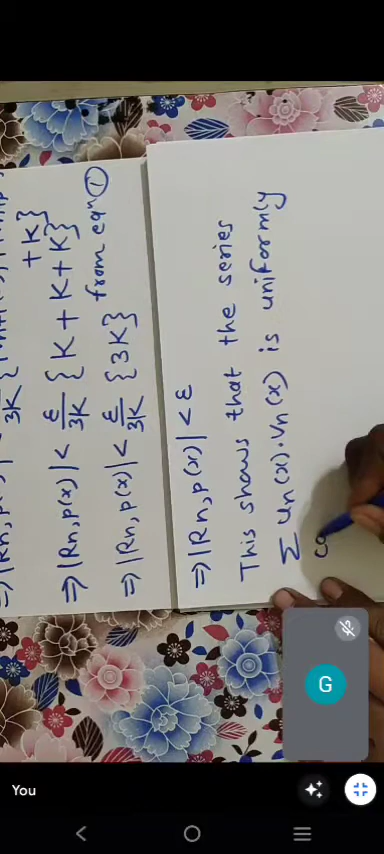 + K}
⇒ |Rn, p(x)| < ε/3K { K + K + K}
from eqn ①
⇒ |Rn, p(x)| < ε/3K {3K}
⇒ |Rn, p(x)| < ε
This shows that the series
Σ un(x).vn(x) is uniformly
co
G
You